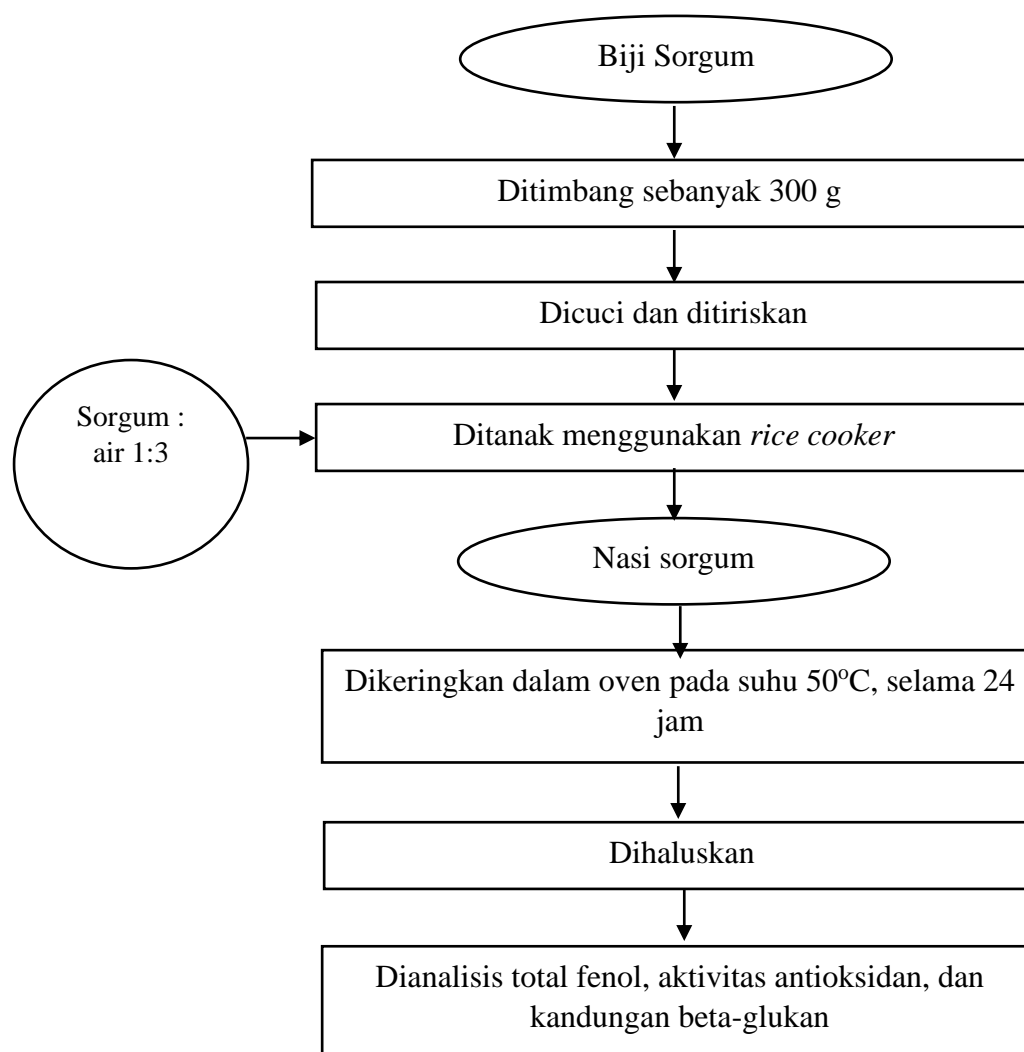 Biji Sorgum
Ditimbang sebanyak 300 g
Dicuci dan ditiriskan
Sorgum :
air 1:3
Ditanak menggunakan rice cooker
Nasi sorgum
Dikeringkan dalam oven pada suhu 50ºC, selama 24
jam
Dihaluskan
Dianalisis total fenol, aktivitas antioksidan, dan
kandungan beta-glukan